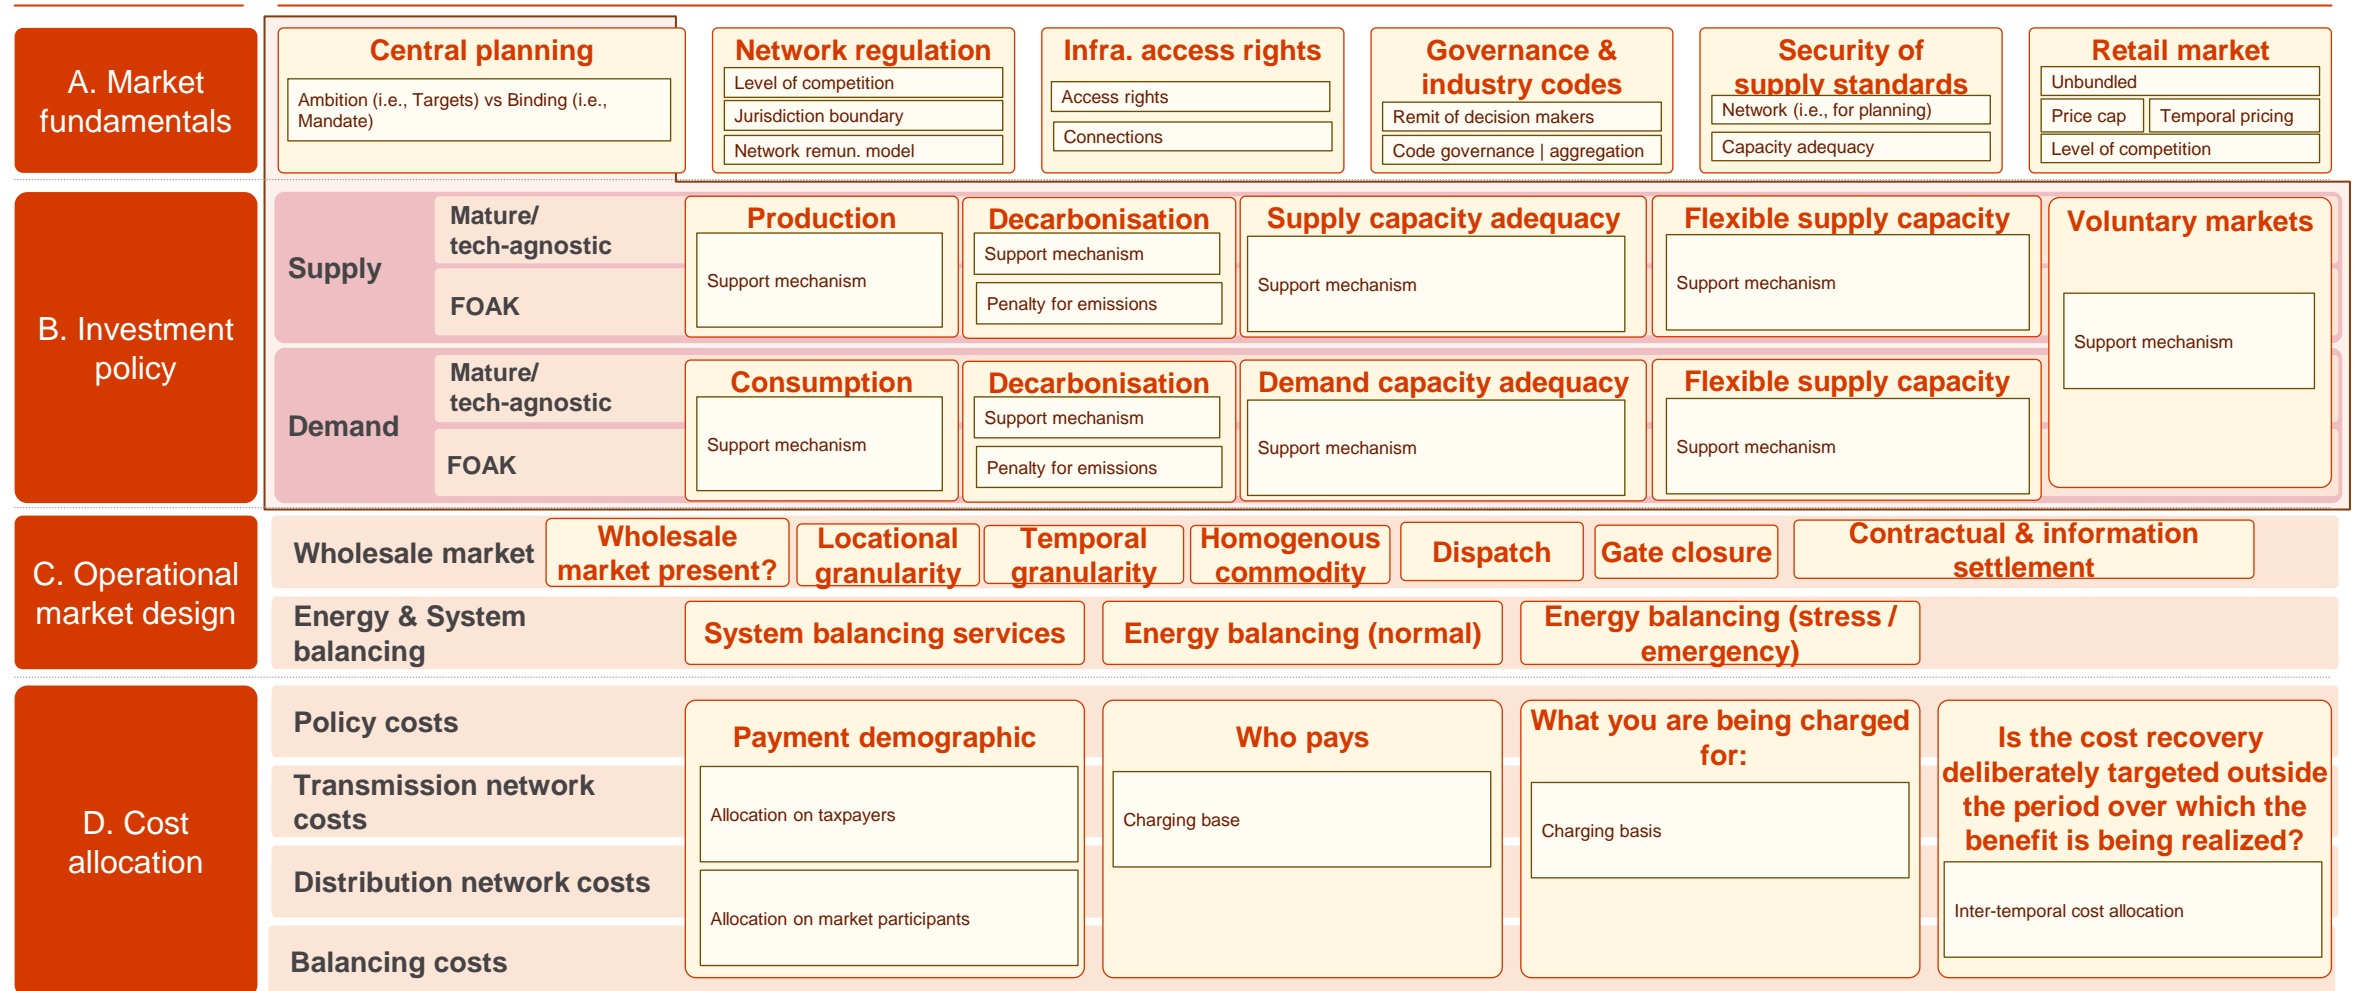 A. Market
fundamentals
Central planning
Ambition (i.e., Targets) vs Binding (i.e.,
Mandate)
Network regulation
Level of competition
Jurisdiction boundary
Network remun. model
Infra. access rights
Access rights
Connections
Governance &
industry codes
Remit of decision makers
Code governance | aggregation
Security of
supply standards
Network (i.e., for planning)
Capacity adequacy
Retail market
Unbundled
Price cap
Temporal pricing
Level of competition
B. Investment
policy
Supply
Mature/
tech-agnostic
FOAK
Production
Support mechanism
Decarbonisation
Support mechanism
Penalty for emissions
Supply capacity adequacy
Support mechanism
Flexible supply capacity
Support mechanism
Voluntary markets
Support mechanism
Demand
Mature/
tech-agnostic
FOAK
Consumption
Support mechanism
Decarbonisation
Support mechanism
Penalty for emissions
Demand capacity adequacy
Support mechanism
Flexible supply capacity
Support mechanism
C. Operational
market design
Wholesale market
Wholesale
market present?
Locational
granularity
Temporal
granularity
Homogenous
commodity
Dispatch
Gate closure
Contractual & information
settlement
Energy & System
balancing
System balancing services
Energy balancing (normal)
Energy balancing (stress /
emergency)
D. Cost
allocation
Policy costs
Transmission network
costs
Distribution network costs
Balancing costs
Payment demographic
Allocation on taxpayers
Allocation on market participants
Who pays
Charging base
What you are being charged
for:
Charging basis
Is the cost recovery
deliberately targeted outside
the period over which the
benefit is being realized?
Inter-temporal cost allocation